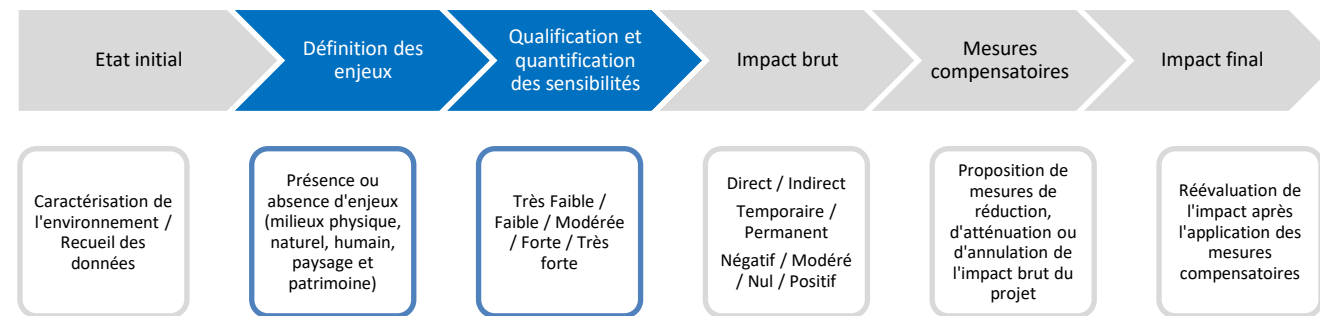 Etat initial
Définition des
enjeux
Qualification et
quantification
des sensibilités
Impact brut
Mesures
compensatoires
Impact final
Caractérisation de
l'environnement /
Recueil des
données
Présence ou
absence d'enjeux
(milieux physique,
naturel, humain,
paysage et
patrimoine)
Très Faible /
Faible / Modérée
/ Forte / Très
forte
Direct / Indirect
Temporaire /
Permanent
Négatif / Modéré
/ Nul / Positif
Proposition de
mesures de
réduction,
d'atténuation ou
d'annulation de
l'impact brut du
projet
Réévaluation de
l'impact après
l'application des
mesures
compensatoires